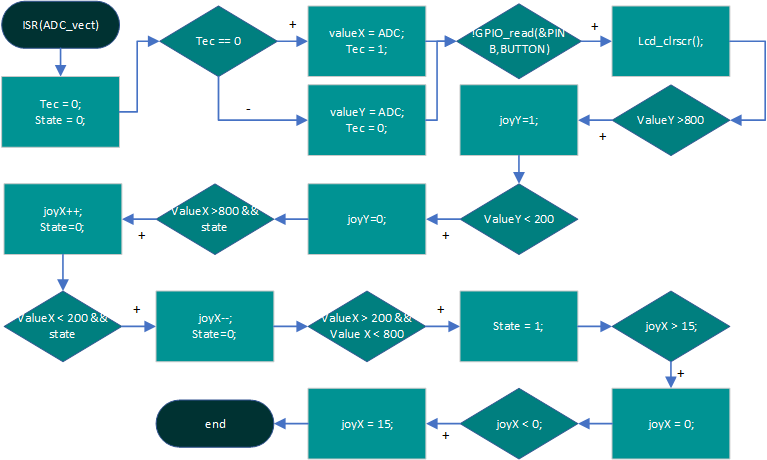 ISR(ADC_vect)
Tec = 0;
State = 0;
Tec == 0
+
-
valueX = ADC;
Tec = 1;
valueY = ADC;
Tec = 0;
!GPIO_read(&PIN
B,BUTTON)
+
Lcd_clrscr();
ValueY >800
+
joyY=1;
ValueY < 200
+
joyY=0;
ValueX >800 &&
state
+
joyX++;
State=0;
ValueX < 200 &&
state
+
joyX--;
State=0;
ValueX > 200 &&
Value X < 800
+
State = 1;
joyX > 15;
+
joyX = 0;
joyX < 0;
+
joyX = 15;
end